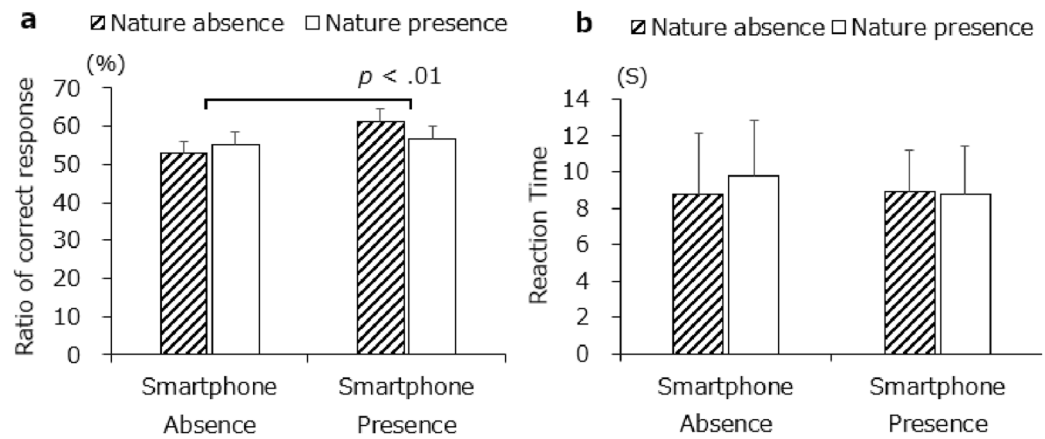 a
Nature absence Nature presence
(%)
p < .01
Ratio of correct response
70
60
50
40
30
20
10
0
Smartphone Absence
Smartphone Presence
b
Nature absence Nature presence
(S)
Reaction Time
14
12
10
8
6
4
2
0
Smartphone Absence
Smartphone Presence